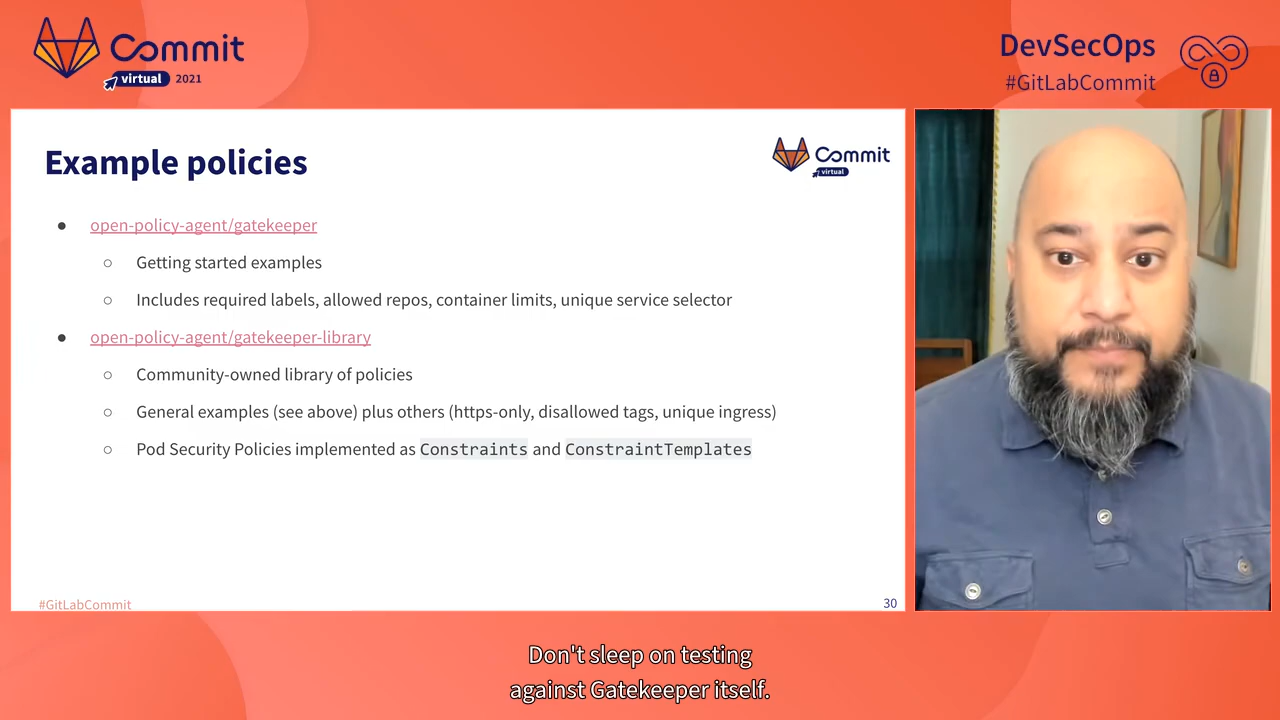 Commit
virtual 2021
DevSecOps
#GitLabCommit
Example policies
Commit
virtual
● open-policy-agent/gatekeeper
○ Getting started examples
○ Includes required labels, allowed repos, container limits, unique service selector
● open-policy-agent/gatekeeper-library
○ Community-owned library of policies
○ General examples (see above) plus others (https-only, disallowed tags, unique ingress)
○ Pod Security Policies implemented as Constraints and ConstraintTemplates
#GitLabCommit
30
Don't sleep on testing
against Gatekeeper itself.